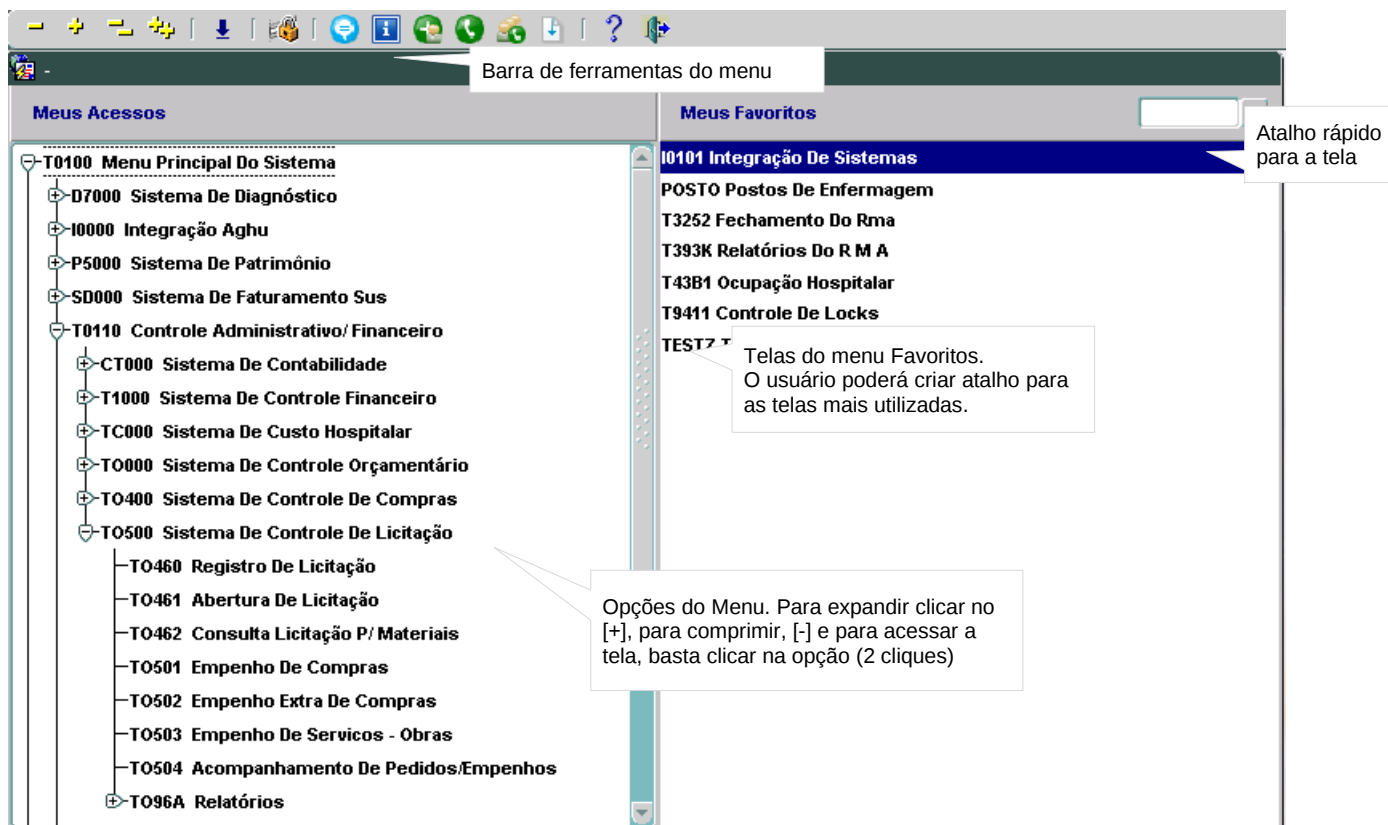 Barra de ferramentas do menu
-
Meus Acessos
Meus Favoritos
Atalho rápido
para a tela
T0100 Menu Principal Do Sistema
D7000 Sistema De Diagnóstico
I0000 Integração Aghu
P5000 Sistema De Patrimônio
SD000 Sistema De Faturamento Sus
T0110 Controle Administrativo/ Financeiro
CT000 Sistema De Contabilidade
T1000 Sistema De Controle Financeiro
TC000 Sistema De Custo Hospitalar
TO000 Sistema De Controle Orçamentário
TO400 Sistema De Controle De Compras
TO500 Sistema De Controle De Licitação
TO460 Registro De Licitação
TO461 Abertura De Licitação
TO462 Consulta Licitação P/ Materiais
TO501 Empenho De Compras
TO502 Empenho Extra De Compras
TO503 Empenho De Servicos - Obras
TO504 Acompanhamento De Pedidos/Empenhos
TO96A Relatórios
I0101 Integração De Sistemas
POSTO Postos De Enfermagem
T3252 Fechamento Do Rma
T393K Relatórios Do R M A
T43B1 Ocupação Hospitalar
T9411 Controle De Locks
Telas do menu Favoritos.
O usuário poderá criar atalho para
as telas mais utilizadas.
Opções do Menu. Para expandir clicar no
[+], para comprimir, [-] e para acessar a
tela, basta clicar na opção (2 cliques)